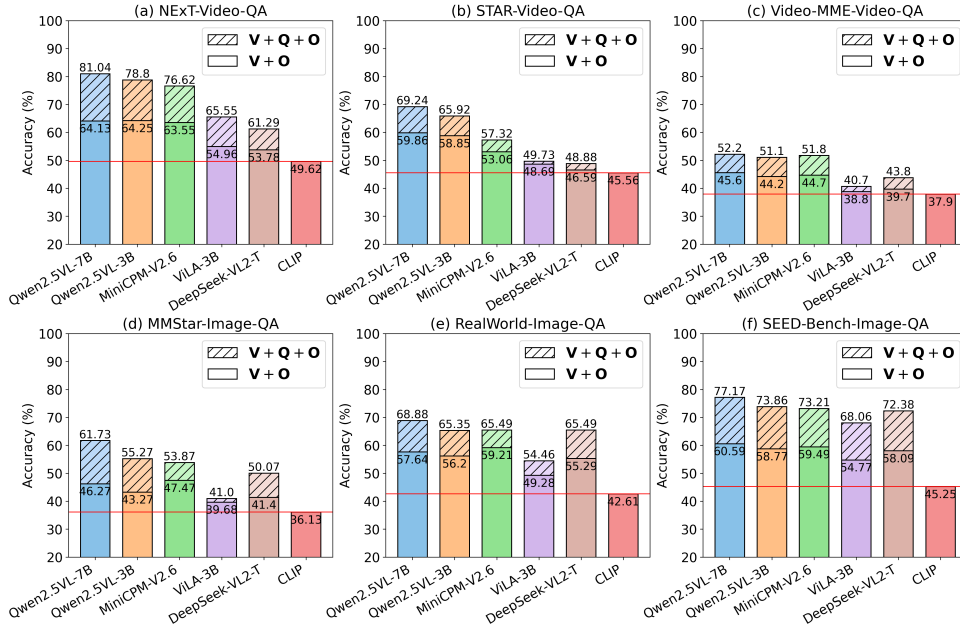 (a) NExT-Video-QA
Accuracy (%)
100
90
80
70
60
50
40
30
20
V + Q + O
V + O
81.04
78.8
76.62
65.55
61.29
64.13
64.25
63.55
54.96
53.78
49.62
Qwen2.5VL-7B
Qwen2.5VL-3B
MiniCPM-V2.6
ViLA-3B
DeepSeek-VL2-T
CLIP
(b) STAR-Video-QA
Accuracy (%)
100
90
80
70
60
50
40
30
20
V + Q + O
V + O
69.24
65.92
57.32
49.73
48.88
59.86
58.85
53.06
48.69
46.59
45.56
Qwen2.5VL-7B
Qwen2.5VL-3B
MiniCPM-V2.6
ViLA-3B
DeepSeek-VL2-T
CLIP
(c) Video-MME-Video-QA
Accuracy (%)
100
90
80
70
60
50
40
30
20
V + Q + O
V + O
52.2
51.1
51.8
40.7
43.8
45.6
44.2
44.7
38.8
39.7
37.9
Qwen2.5VL-7B
Qwen2.5VL-3B
MiniCPM-V2.6
ViLA-3B
DeepSeek-VL2-T
CLIP
(d) MMStar-Image-QA
Accuracy (%)
100
90
80
70
60
50
40
30
20
V + Q + O
V + O
61.73
55.27
53.87
41.0
50.07
46.27
43.27
47.47
39.68
41.4
36.13
Qwen2.5VL-7B
Qwen2.5VL-3B
MiniCPM-V2.6
ViLA-3B
DeepSeek-VL2-T
CLIP
(e) RealWorld-Image-QA
Accuracy (%)
100
90
80
70
60
50
40
30
20
V + Q + O
V + O
68.88
65.35
65.49
54.46
65.49
57.64
56.2
59.21
49.28
55.29
42.61
Qwen2.5VL-7B
Qwen2.5VL-3B
MiniCPM-V2.6
ViLA-3B
DeepSeek-VL2-T
CLIP
(f) SEED-Bench-Image-QA
Accuracy (%)
100
90
80
70
60
50
40
30
20
V + Q + O
V + O
77.17
73.86
73.21
68.06
72.38
60.59
58.77
59.49
54.77
58.09
45.25
Qwen2.5VL-7B
Qwen2.5VL-3B
MiniCPM-V2.6
ViLA-3B
DeepSeek-VL2-T
CLIP